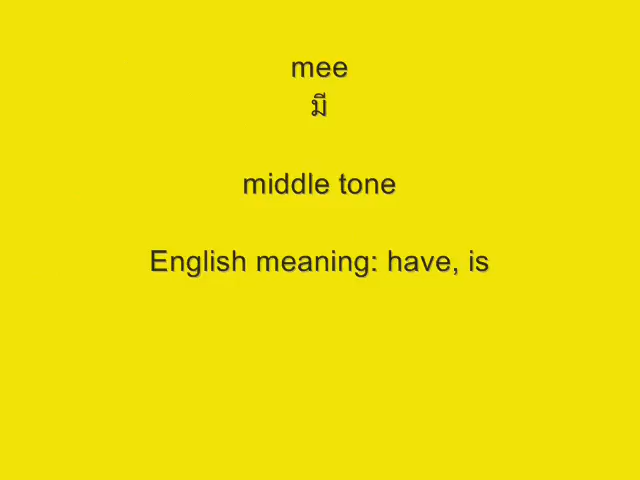 mee
มี
middle tone
English meaning: have, is